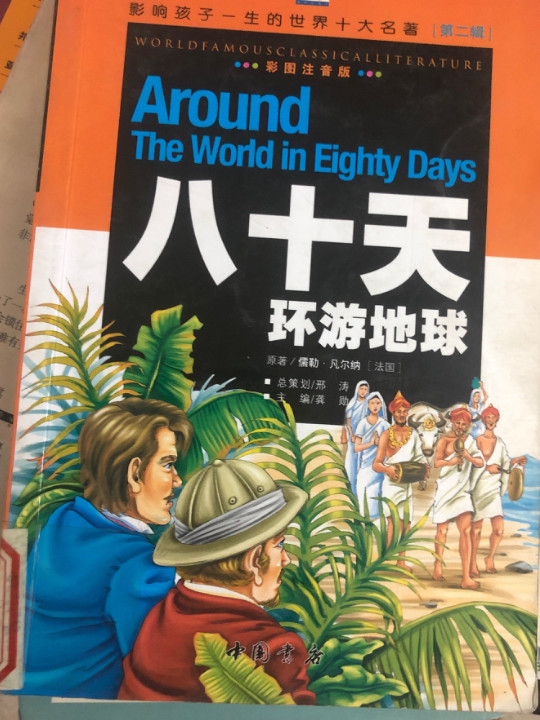 影响孩子一生的世界十大名著 [第二辑]
WORLDFAMOUSCLASSICALLITERATURE
彩图注音版
Around
The World in Eighty Days
八十天
环游地球
原著/儒勒·凡尔纳 [法国]
■总策划/邢 涛
■主 编/龚 勋
中国书店